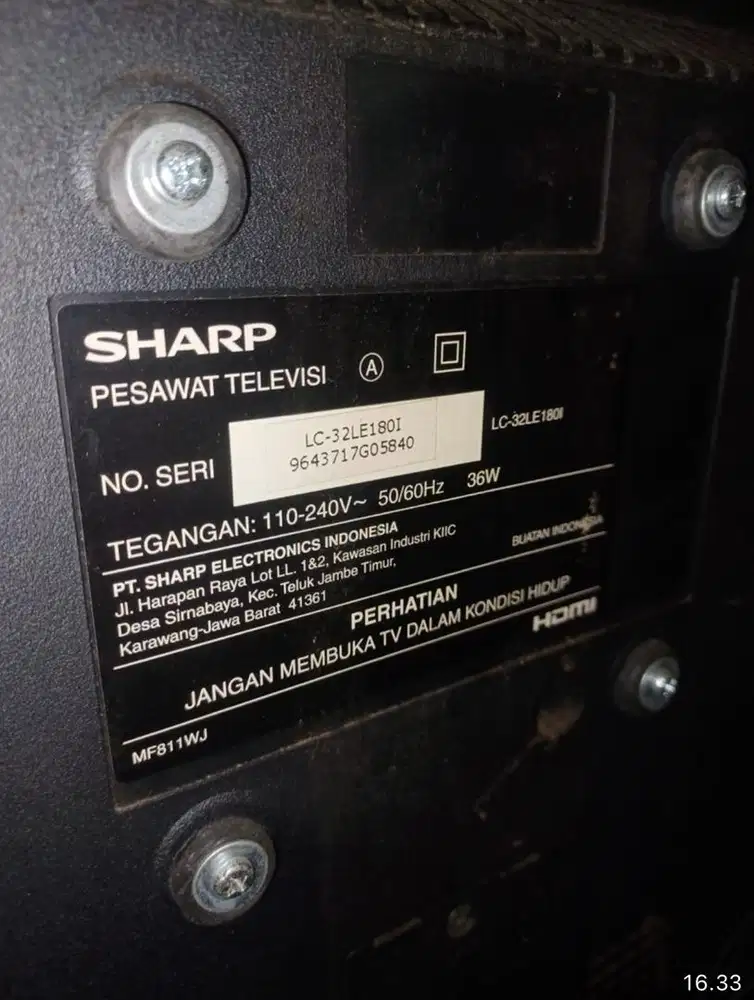 SHARP
PESAWAT TELEVISI Ⓐ
NO. SERI
LC-32LE180I
9643717G05840
LC-32LE180I
TEGANGAN: 110-240V~ 50/60Hz 36W
PT. SHARP ELECTRONICS INDONESIA
Jl. Harapan Raya Lot LL. 1&2, Kawasan Industri KIIC
Desa Sirnabaya, Kec. Teluk Jambe Timur,
Karawang-Jawa Barat 41361
BUATAN INDONESIA
PERHATIAN
JANGAN MEMBUKA TV DALAM KONDISI HIDUP
HDMI
MF811WJ
16.33